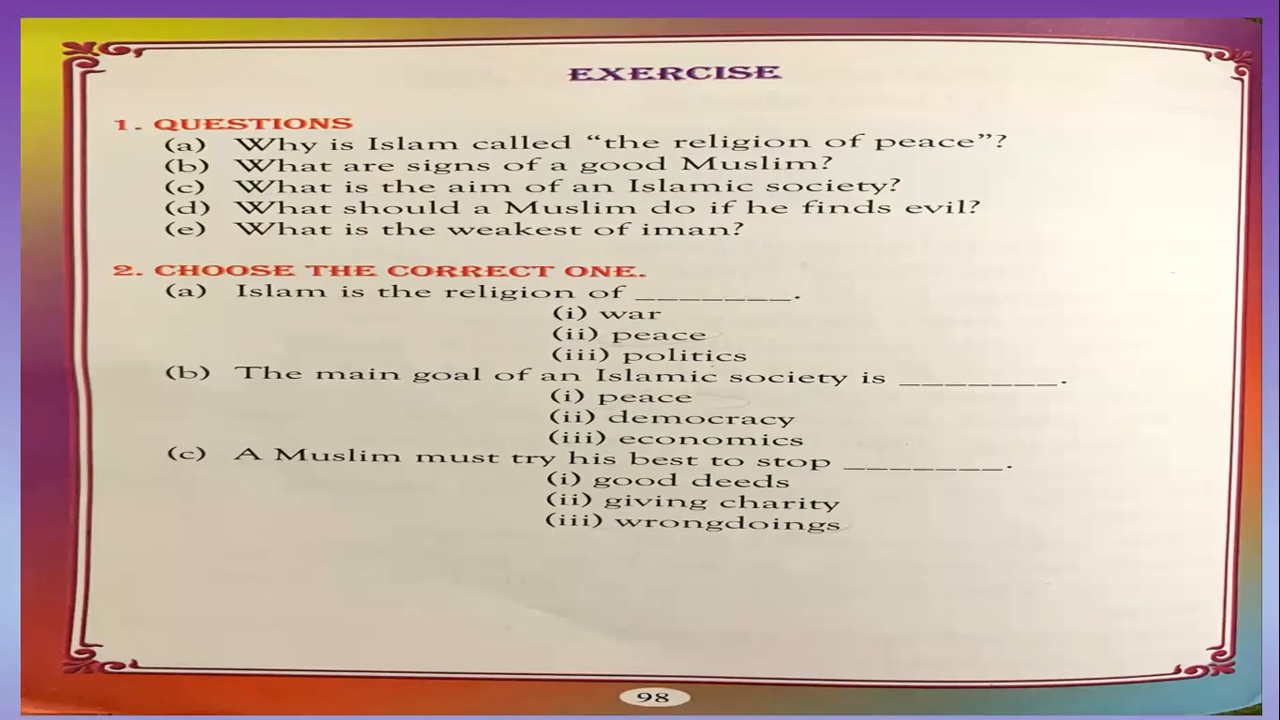 EXERCISE
1. QUESTIONS
(a) Why is Islam called “the religion of peace”?
(b) What are signs of a good Muslim?
(c) What is the aim of an Islamic society?
(d) What should a Muslim do if he finds evil?
(e) What is the weakest of iman?
2. CHOOSE THE CORRECT ONE.
(a) Islam is the religion of _______.
(i) war
(ii) peace
(iii) politics
(b) The main goal of an Islamic society is _______.
(i) peace
(ii) democracy
(iii) economics
(c) A Muslim must try his best to stop _______.
(i) good deeds
(ii) giving charity
(iii) wrongdoings
98